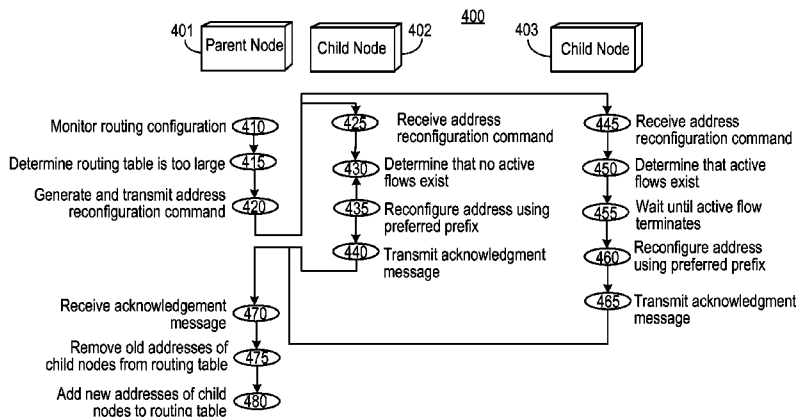 400
401
Parent Node
402
Child Node
403
Child Node
Monitor routing configuration
410
Determine routing table is too large
415
Generate and transmit address
reconfiguration command
420
425
Receive address
reconfiguration command
430
Determine that no active
flows exist
435
Reconfigure address using
preferred prefix
440
Transmit acknowledgment
message
445
Receive address
reconfiguration command
450
Determine that active
flows exist
455
Wait until active flow
terminates
460
Reconfigure address
using preferred prefix
465
Transmit acknowledgment
message
Receive acknowledgement
message
470
Remove old addresses of
child nodes from routing table
475
Add new addresses of child
nodes to routing table
480